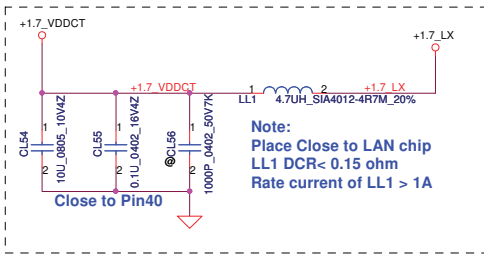 +1.7_VDDCT
+1.7_LX
+1.7_VDDCT
1
2
+1.7_LX
LL1
4.7UH_SIA4012-4R7M_20%
1
2
CL54
10U_0805_10V4Z
1
2
CL55
0.1U_0402_16V4Z
1
2
@CL56
1000P_0402_50V7K
Close to Pin40
Note:
Place Close to LAN chip
LL1 DCR< 0.15 ohm
Rate current of LL1 > 1A